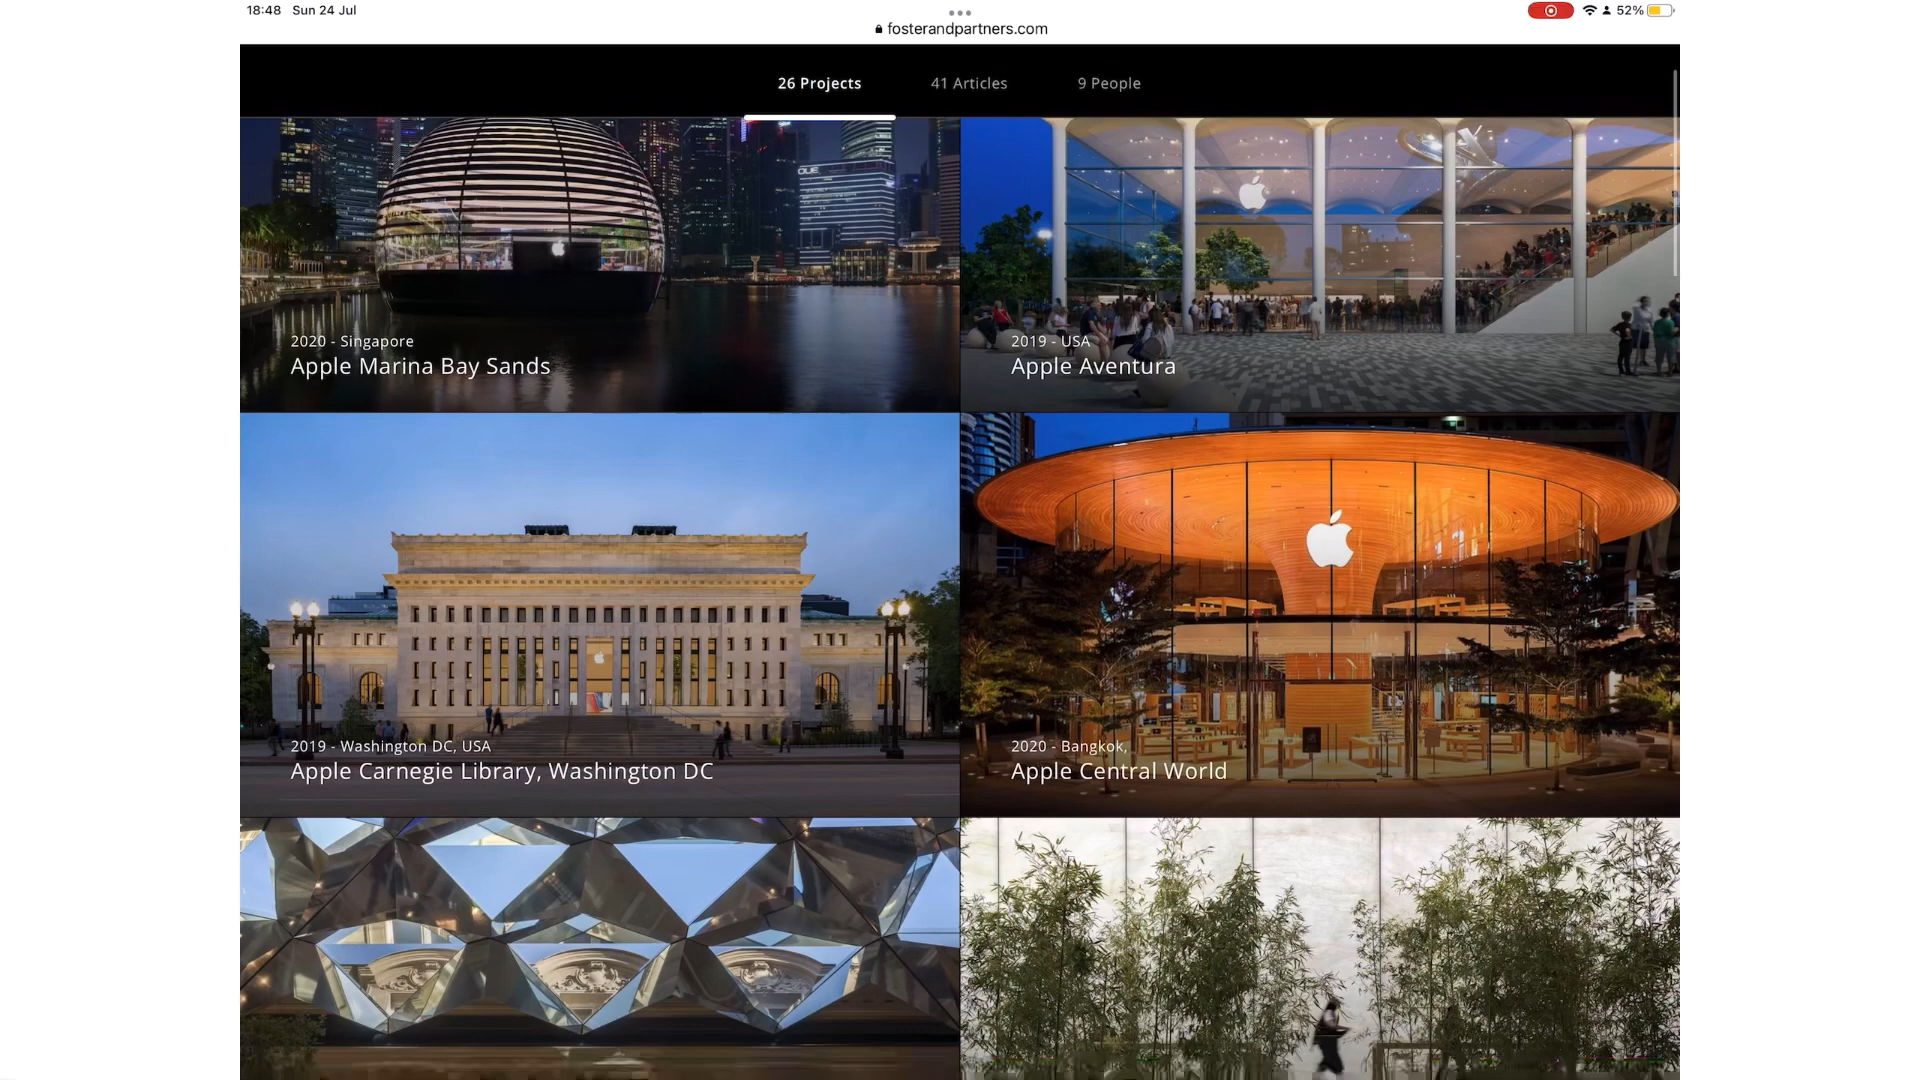 18:48 Sun 24 Jul
52%
fosterandpartners.com
26 Projects 41 Articles 9 People
OUE
2020 - Singapore
Apple Marina Bay Sands
2019 - USA
Apple Aventura
2019 - Washington DC, USA
Apple Carnegie Library, Washington DC
2020 - Bangkok,
Apple Central World